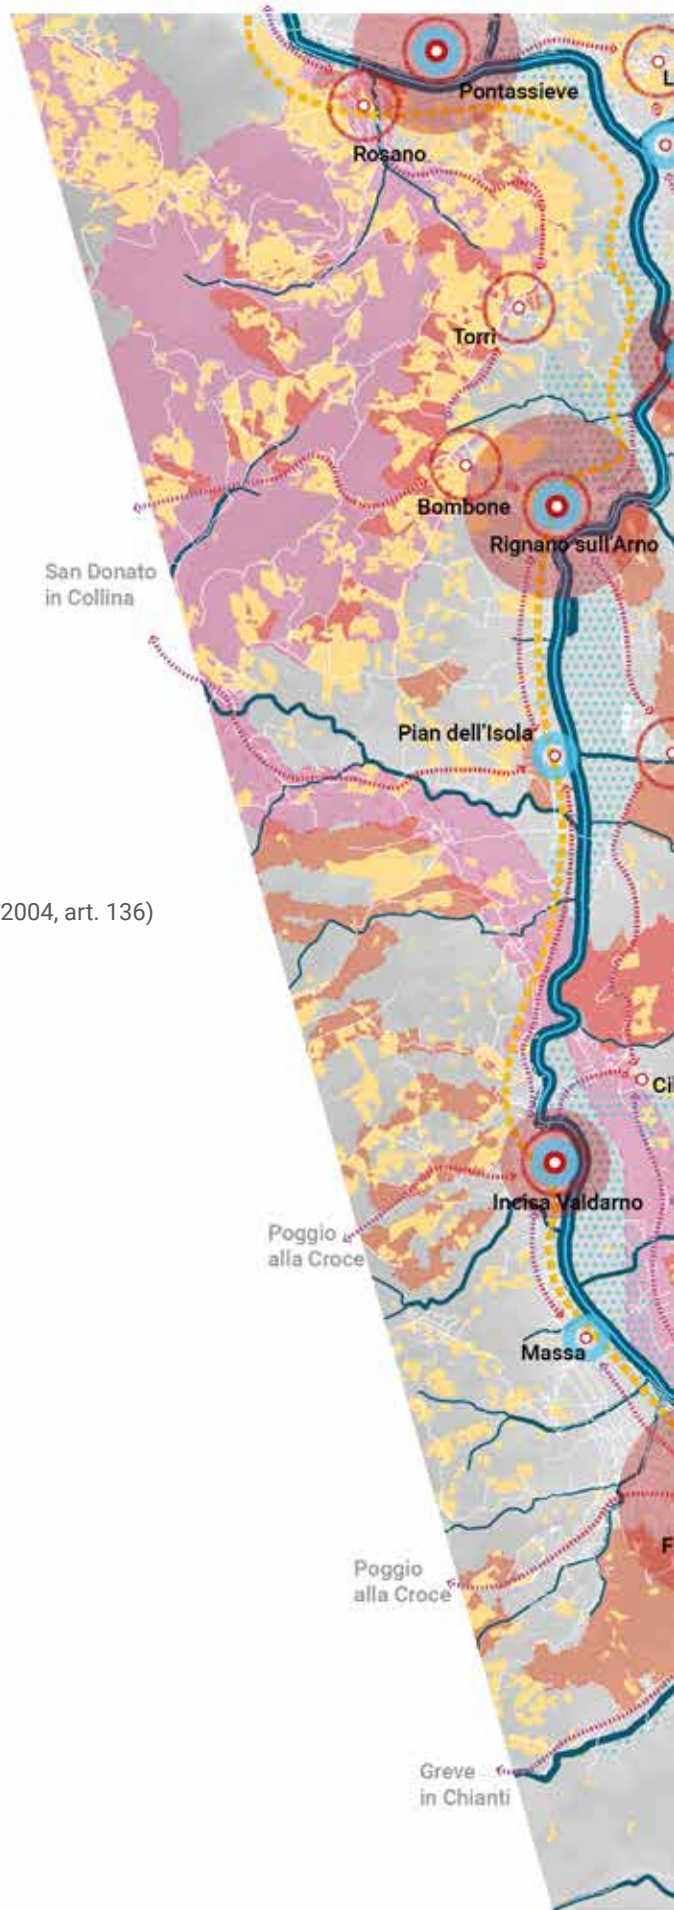 Pontassieve
L
Rosano
Torri
Bombone
Rignano sull'Arno
San Donato
in Collina
Pian dell'Isola
2004, art. 136)
Ci
Incisa Valdarno
Poggio
alla Croce
Massa
F
Poggio
alla Croce
Greve
in Chianti